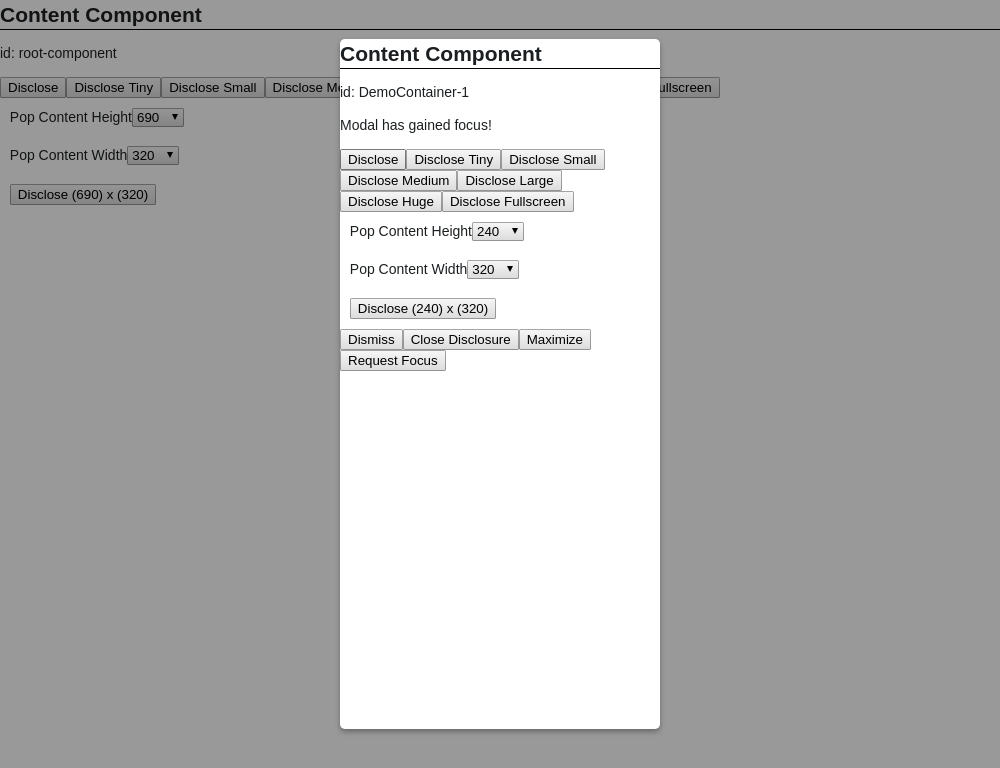 Content Component
id: root-component
Disclose Disclose Tiny Disclose Small Disclose Me ullscreen
Pop Content Height 690
Pop Content Width 320
Disclose (690) x (320)
Content Component
id: DemoContainer-1
Modal has gained focus!
Disclose Disclose Tiny Disclose Small
Disclose Medium Disclose Large
Disclose Huge Disclose Fullscreen
Pop Content Height 240
Pop Content Width 320
Disclose (240) x (320)
Dismiss Close Disclosure Maximize
Request Focus